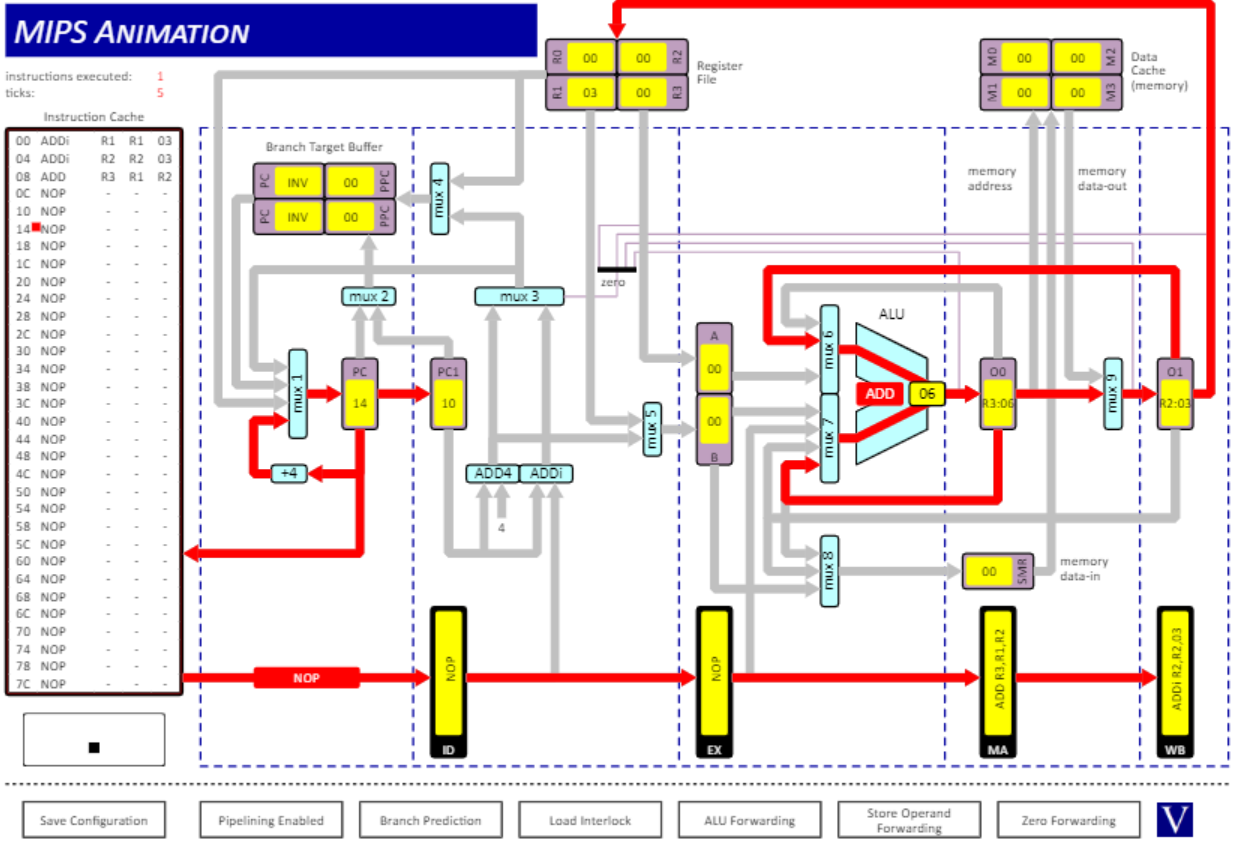 MIPS ANIMATION
instructions executed: 1
ticks: 5
Instruction Cache
00 ADDi R1 R1 03
04 ADDi R2 R2 03
08 ADD R3 R1 R2
0C NOP - - -
10 NOP - - -
14 NOP - - -
18 NOP - - -
1C NOP - - -
20 NOP - - -
24 NOP - - -
28 NOP - - -
2C NOP - - -
30 NOP - - -
34 NOP - - -
38 NOP - - -
3C NOP - - -
40 NOP - - -
44 NOP - - -
48 NOP - - -
4C NOP - - -
50 NOP - - -
54 NOP - - -
58 NOP - - -
5C NOP - - -
60 NOP - - -
64 NOP - - -
68 NOP - - -
6C NOP - - -
70 NOP - - -
74 NOP - - -
78 NOP - - -
7C NOP - - -
R0 00 00 R2
R1 03 00 R3
Register
File
M0 00 00 M2
M1 00 00 M3
Data
Cache
(memory)
Branch Target Buffer
PC INV 00 PPC
PC INV 00 PPC
mux 4
memory
address
memory
data-out
zero
mux 2
mux 3
mux 1
PC
14
PC1
10
+4
ADD4
ADDi
4
mux 5
A
00
00
B
mux 6
mux 7
ALU
ADD
06
O0
R3:06
mux 9
O1
R2:03
mux 8
00 SMR
memory
data-in
NOP
NOP
ID
NOP
EX
ADD R3,R1,R2
MA
ADDi R2,R2,03
WB
Save Configuration
Pipelining Enabled
Branch Prediction
Load Interlock
ALU Forwarding
Store Operand
Forwarding
Zero Forwarding
V